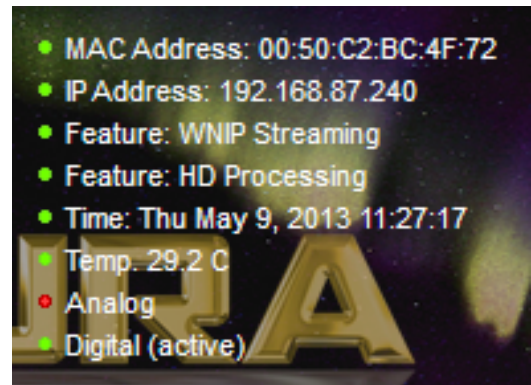 MAC Address: 00:50:C2:BC:4F:72
IP Address: 192.168.87.240
Feature: WNIP Streaming
Feature: HD Processing
Time: Thu May 9, 2013 11:27:17
Temp. 29.2 C
Analog
Digital (active)
URA